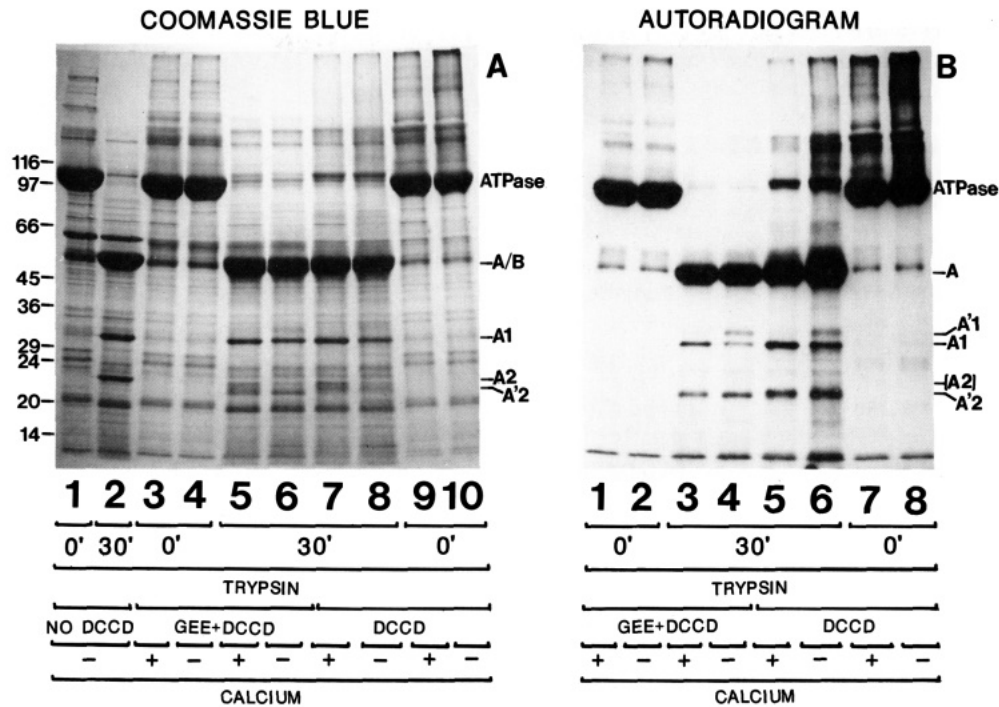 COOMASSIE BLUE
AUTORADIOGRAM
A
B
116
97
66
45
36
29
24
20
14
ATPase
A/B
A1
A2
A'2
ATPase
A
A'1
A1
[A2]
A'2
1 2 3 4 5 6 7 8 9 10
0' 30' 0' 30' 0'
TRYPSIN
NO DCCD GEE+DCCD DCCD
− + − + − + − + −
CALCIUM
1 2 3 4 5 6 7 8
0' 30' 0'
TRYPSIN
GEE+DCCD DCCD
+ − + − + − + −
CALCIUM